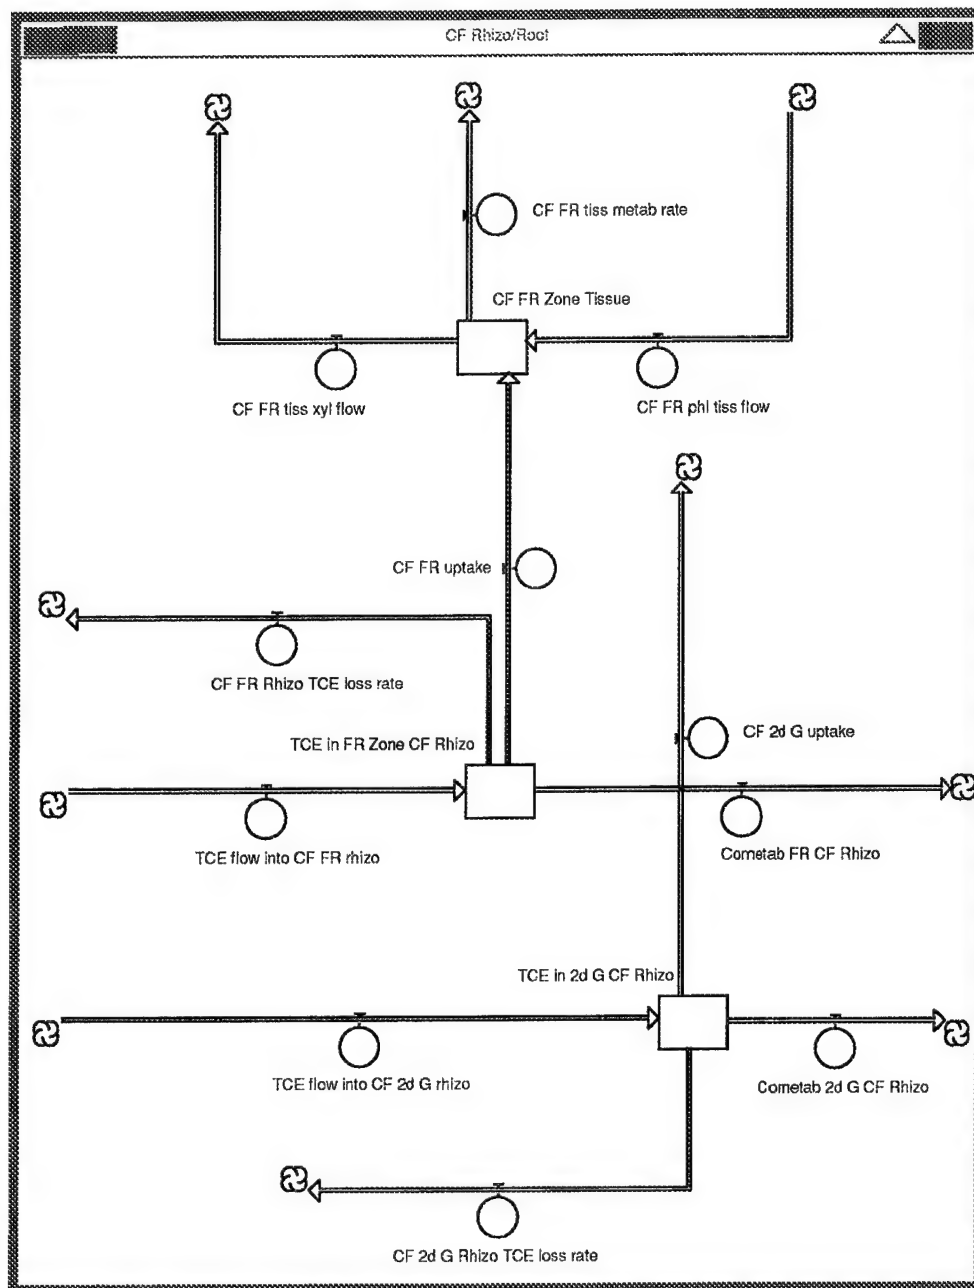 CF Rhizo/Root
CF FR tiss metab rate
CF FR Zone Tissue
CF FR tiss xyl flow
CF FR phl tiss flow
CF FR uptake
CF FR Rhizo TCE loss rate
CF 2d G uptake
TCE in FR Zone CF Rhizo
TCE flow into CF FR rhizo
Cometab FR CF Rhizo
TCE in 2d G CF Rhizo
TCE flow into CF 2d G rhizo
Cometab 2d G CF Rhizo
CF 2d G Rhizo TCE loss rate